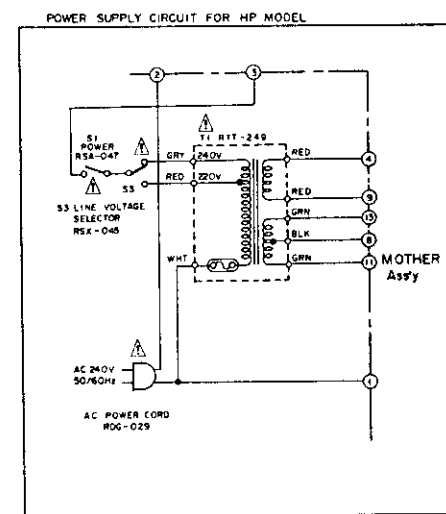 POWER SUPPLY CIRCUIT FOR HP MODEL
2
3
S1
POWER
RSA-047
T1 RTT-249
GRY
240V
RED
4
RED
220V
S3
RED
9
S3 LINE VOLTAGE
SELECTOR
RSX-045
GRN
13
BLK
8
WHT
GRN
11
MOTHER
Ass'y
AC 240V
50/60Hz
1
AC POWER CORD
RDG-029